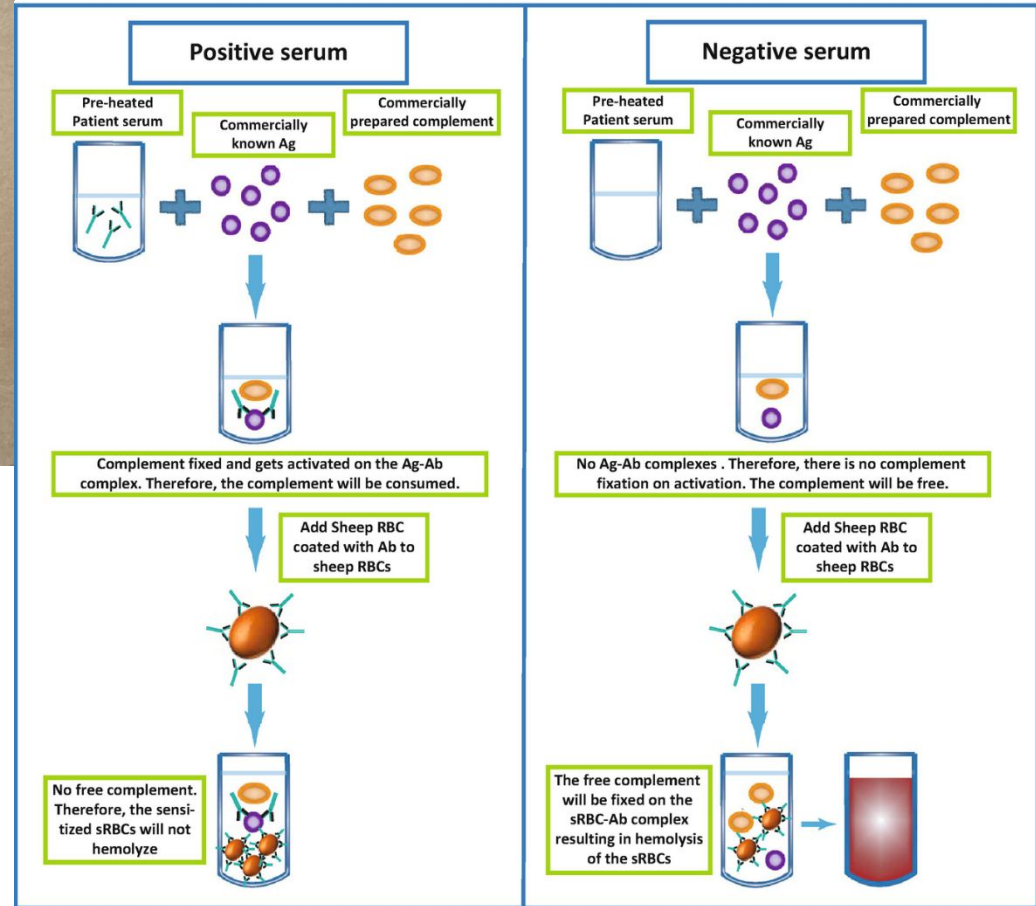 Positive serum
Pre-heated
Patient serum
Commercially
known Ag
Commercially
prepared complement
Complement fixed and gets activated on the Ag-Ab
complex. Therefore, the complement will be consumed.
Add Sheep RBC
coated with Ab to
sheep RBCs
No free complement.
Therefore, the sensi-
tized sRBCs will not
hemolyze
Negative serum
Pre-heated
Patient serum
Commercially
known Ag
Commercially
prepared complement
No Ag-Ab complexes . Therefore, there is no complement
fixation on activation. The complement will be free.
Add Sheep RBC
coated with Ab to
sheep RBCs
The free complement
will be fixed on the
sRBC-Ab complex
resulting in hemolysis
of the sRBCs